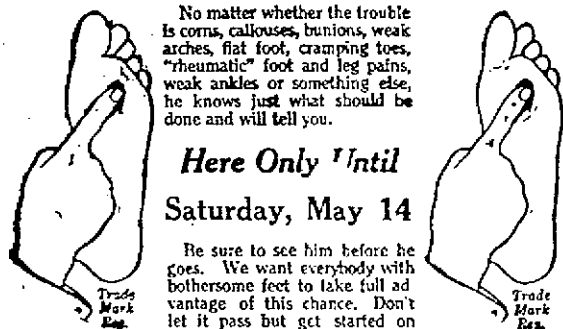 No matter whether the trouble
is corns, callouses, bunions, weak
arches, flat foot, cramping toes,
"rheumatic" foot and leg pains,
weak ankles or something else,
he knows just what should be
done and will tell you.
Here Only Until
Saturday, May 14
Be sure to see him before he
goes. We want everybody with
bothersome feet to take full ad
vantage of this chance. Don't
let it pass but get started on
Trade
Mark
Reg.
Trade
Mark
Reg.